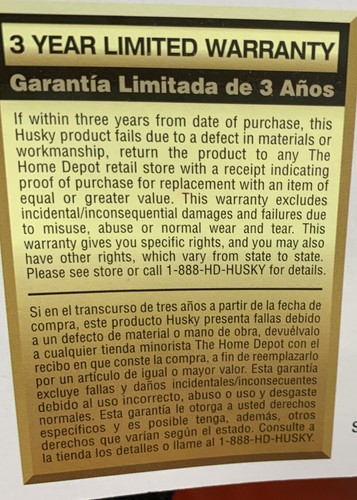 3 YEAR LIMITED WARRANTY
Garantía Limitada de 3 Años
If within three years from date of purchase, this
Husky product fails due to a defect in materials or
workmanship, return the product to any The
Home Depot retail store with a receipt indicating
proof of purchase for replacement with an item of
equal or greater value. This warranty excludes
incidental/inconsequential damages and failures due
to misuse, abuse or normal wear and tear. This
warranty gives you specific rights, and you may also
have other rights, which vary from state to state.
Please see store or call 1-888-HD-HUSKY for details.
Si en el transcurso de tres años a partir de la fecha de
compra, este producto Husky presenta fallas debido
a un defecto de material o mano de obra, devuélvalo
a cualquier tienda minorista The Home Depot con el
recibo en que conste la compra, a fin de reemplazarlo
por un artículo de igual o mayor valor. Esta garantía
excluye fallas y daños incidentales/inconsecuentes
debido al uso incorrecto, abuso o uso y desgaste
normales. Esta garantía le otorga a usted derechos
específicos y es posible tenga, además, otros
derechos que varían según el estado. Consulte a
la tienda los detalles o llame al 1-888-HD-HUSKY.